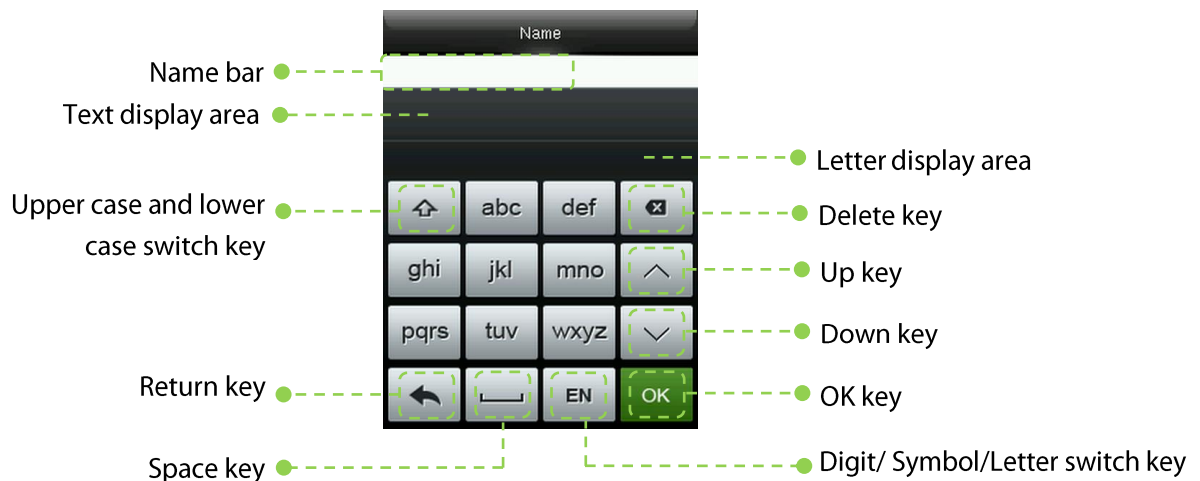 Name
Name bar
Text display area
Letter display area
Upper case and lower
case switch key
abc
def
Delete key
ghi
jkl
mno
Up key
pqrs
tuv
wxyz
Down key
Return key
EN
OK
OK key
Space key
Digit/ Symbol/Letter switch key